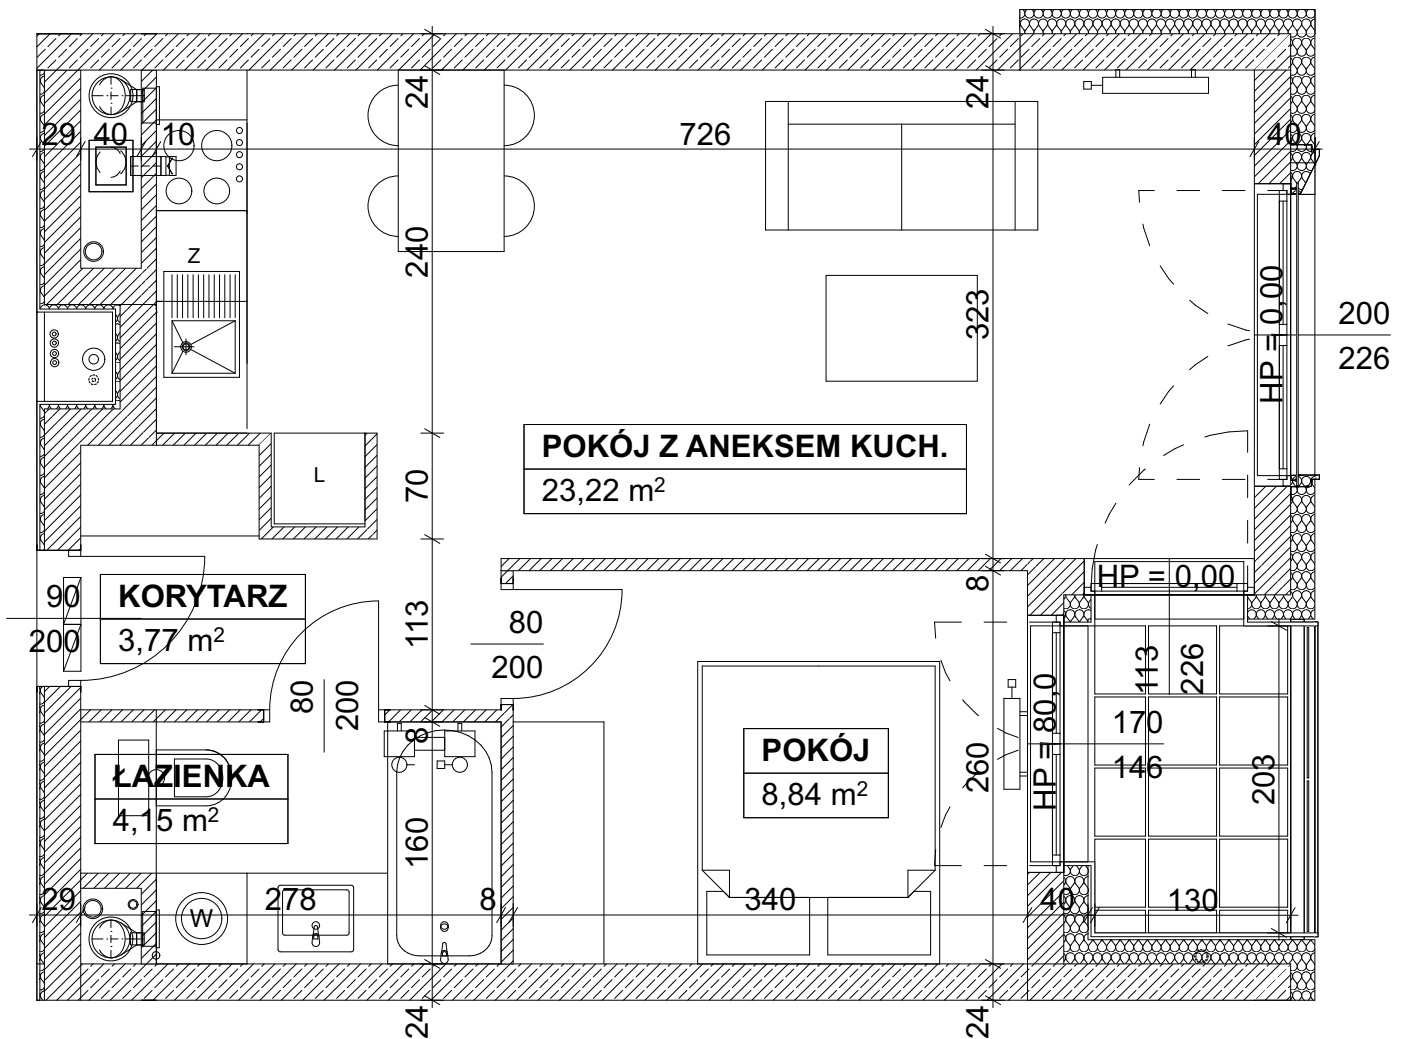 24
24
29
40
10
726
40
240
Z
323
HP = 0,00
200
226
POKÓJ Z ANEKSEM KUCH.
23,22 m²
70
L
8
HP = 0,00
90
200
KORYTARZ
3,77 m²
113
80
200
80
200
113
226
8
HP = 80,0
170
146
203
ŁAZIENKA
4,15 m²
POKÓJ
8,84 m²
260
160
29
278
8
340
40
130
W
24
24